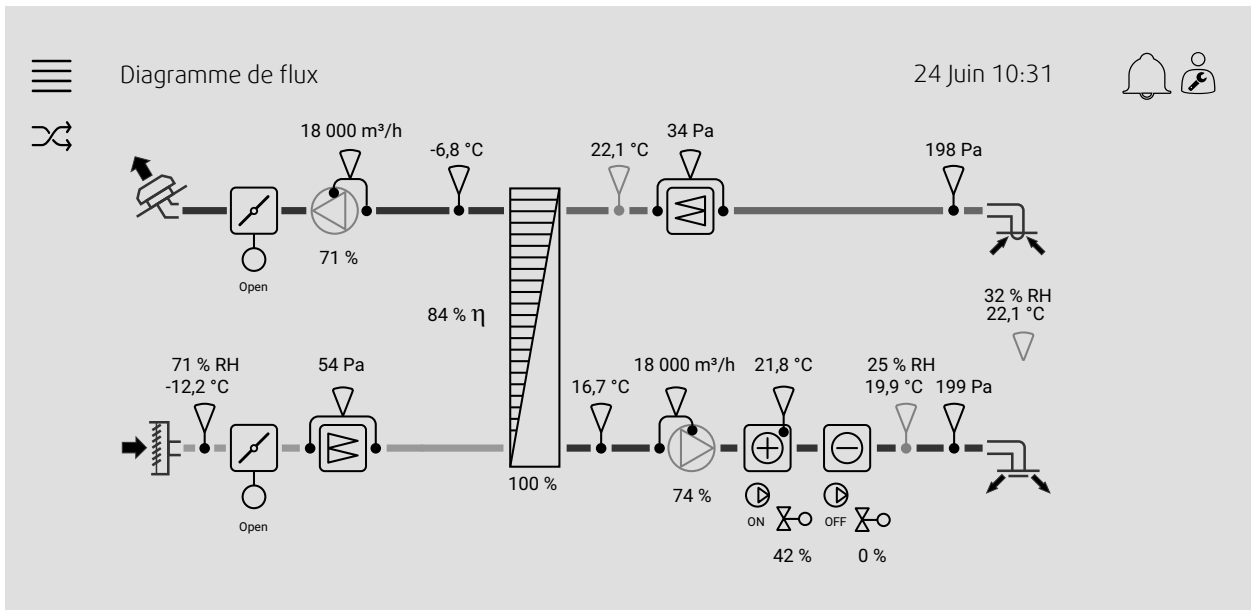 Diagramme de flux
24 Juin 10:31
18 000 m³/h
-6,8 °C
22,1 °C
34 Pa
198 Pa
71 %
Open
84 % η
32 % RH
22,1 °C
71 % RH
-12,2 °C
54 Pa
16,7 °C
18 000 m³/h
21,8 °C
25 % RH
19,9 °C
199 Pa
100 %
74 %
Open
ON
OFF
42 %
0 %